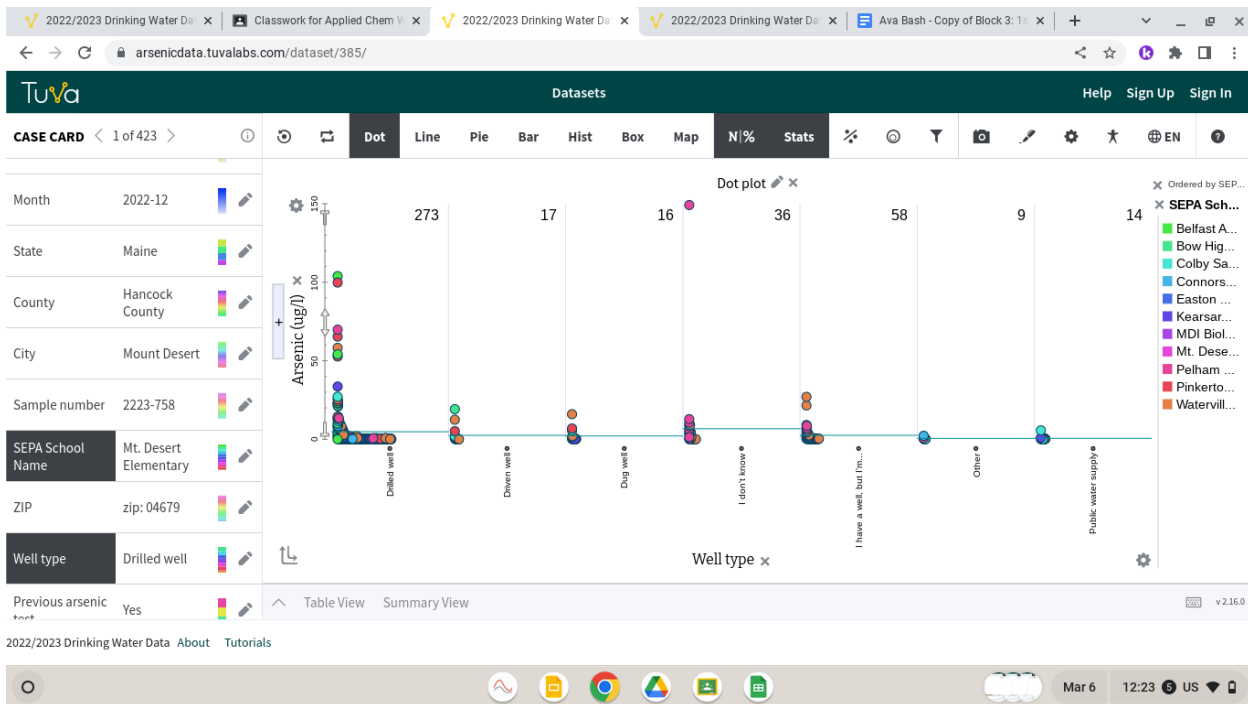 2022/2023 Drinking Water Da
Classwork for Applied Chem
2022/2023 Drinking Water Da
2022/2023 Drinking Water Da
Ava Bash - Copy of Block 3: 1s
arsenicdata.tuvalabs.com/dataset/385/
Tuva
Datasets
Help Sign Up Sign In
CASE CARD 1 of 423
Dot Line Pie Bar Hist Box Map N|% Stats EN
Month 2022-12
State Maine
County Hancock County
City Mount Desert
Sample number 2223-758
SEPA School Name Mt. Desert Elementary
ZIP zip: 04679
Well type Drilled well
Previous arsenic test Yes
Dot plot
273 17 16 36 58 9 14
150
100
50
0
Arsenic (ug/l)
+
Drilled well
Driven well
Dug well
I don't know
I have a well, but I'm...
Other
Public water supply
Well type
Ordered by SEP...
SEPA Sch...
Belfast A...
Bow Hig...
Colby Sa...
Connors...
Easton ...
Kearsar...
MDI Biol...
Mt. Dese...
Pelham ...
Pinkerto...
Watervill...
Table View Summary View
v 2.16.0
2022/2023 Drinking Water Data About Tutorials
Mar 6 12:23 5 US